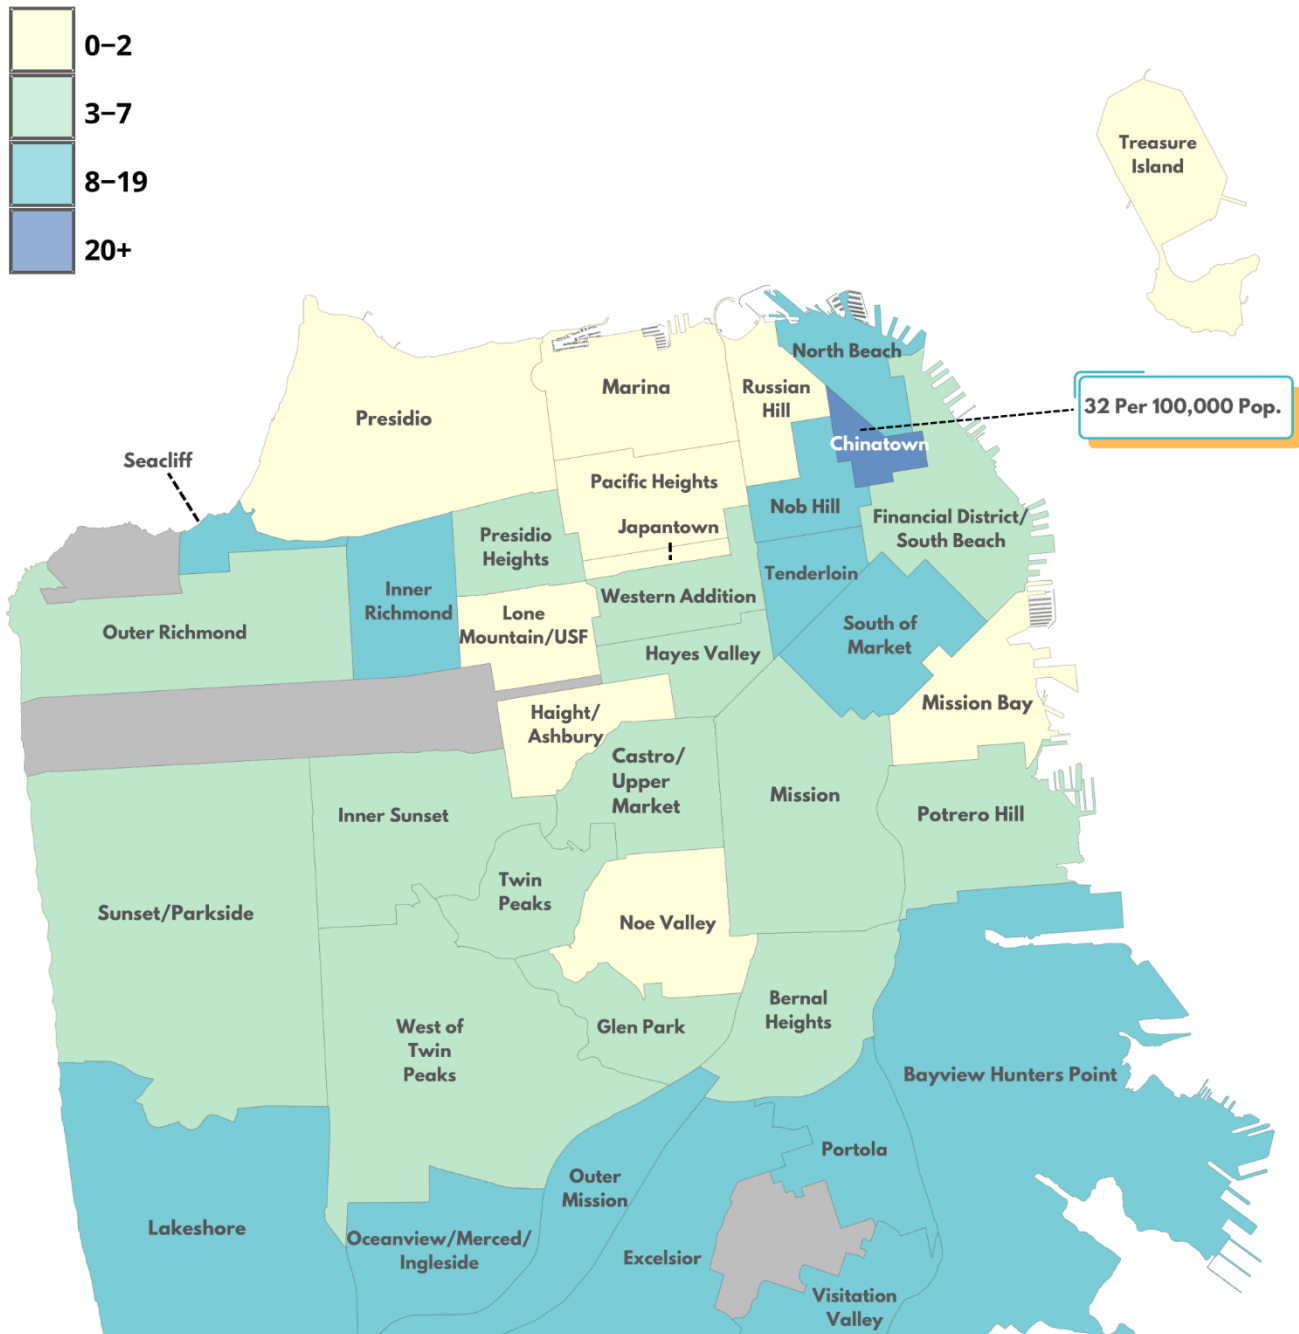 0–2
3–7
8–19
20+
Treasure
Island
North Beach
Marina
Russian
Hill
32 Per 100,000 Pop.
Presidio
Chinatown
Seacliff
Pacific Heights
Nob Hill
Financial District/
South Beach
Japantown
Presidio
Heights
Tenderloin
Inner
Richmond
Western Addition
Lone
Mountain/USF
Outer Richmond
South of
Market
Hayes Valley
Mission Bay
Haight/
Ashbury
Castro/
Upper
Market
Mission
Potrero Hill
Inner Sunset
Twin
Peaks
Sunset/Parkside
Noe Valley
Bernal
Heights
Glen Park
West of
Twin
Peaks
Bayview Hunters Point
Portola
Outer
Mission
Lakeshore
Oceanview/Merced/
Ingleside
Excelsior
Visitation
Valley